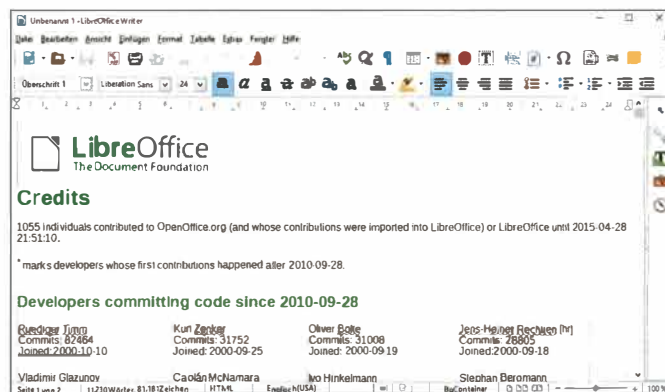 Unbenannt 1 - LibreOffice Writer
Datei Bearbeiten Ansicht Einfügen Format Tabelle Extras Fenster Hilfe
Überschrift 1 Liberation Sans 24
LibreOffice
The Document Foundation
Credits
1055 individuals contributed to OpenOffice.org (and whose contributions were imported into LibreOffice) or LibreOffice until 2015-04-28
21:51:10.
* marks developers whose first contributions happened after 2010-09-28.
Developers committing code since 2010-09-28
Ruediger Timm Kurt Zenker Oliver Bolte Jens-Heiner Rechtien [hr]
Commits: 82464 Commits: 31752 Commits: 31008 Commits: 28805
Joined: 2000-10-10 Joined: 2000-09-25 Joined: 2000-09-19 Joined: 2000-09-18
Vladimir Glazunov Caolán McNamara Ivo Hinkelmann Stephan Bergmann
Seite 1 von 2 Wörter, 81.181 Zeichen HTML Englisch (USA) 100%